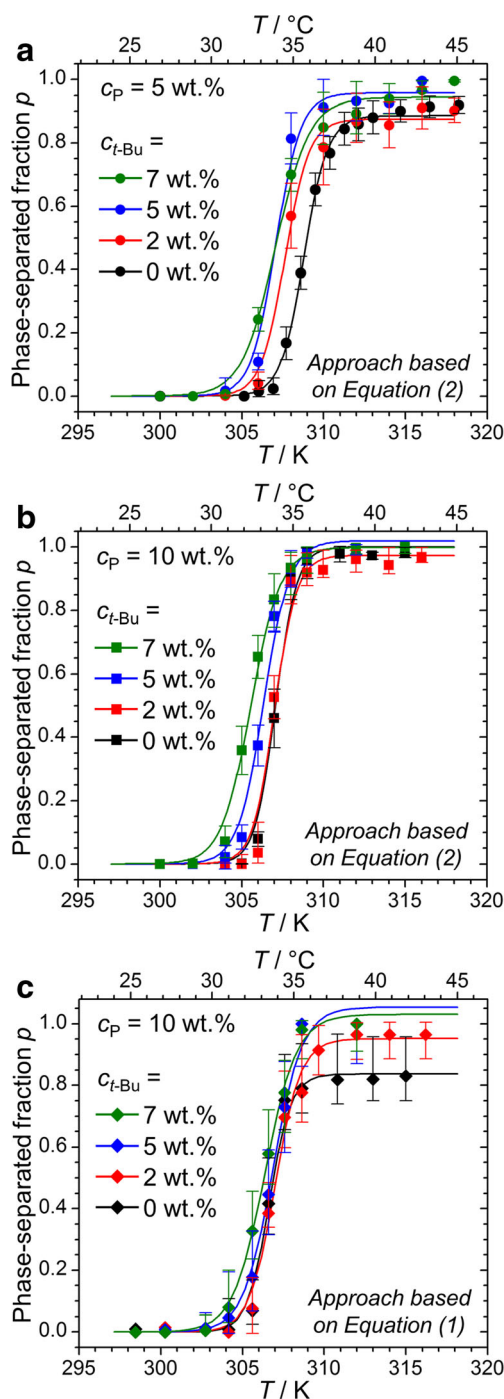 a
T / °C
25 30 35 40 45
Phase-separated fraction p
1.0
0.8
0.6
0.4
0.2
0.0
cP = 5 wt.%
ct-Bu =
7 wt.%
5 wt.%
2 wt.%
0 wt.%
Approach based
on Equation (2)
295 300 305 310 315 320
T / K
b
T / °C
25 30 35 40 45
Phase-separated fraction p
1.0
0.8
0.6
0.4
0.2
0.0
cP = 10 wt.%
ct-Bu =
7 wt.%
5 wt.%
2 wt.%
0 wt.%
Approach based
on Equation (2)
295 300 305 310 315 320
T / K
c
T / °C
25 30 35 40 45
Phase-separated fraction p
1.0
0.8
0.6
0.4
0.2
0.0
cP = 10 wt.%
ct-Bu =
7 wt.%
5 wt.%
2 wt.%
0 wt.%
Approach based
on Equation (1)
295 300 305 310 315 320
T / K